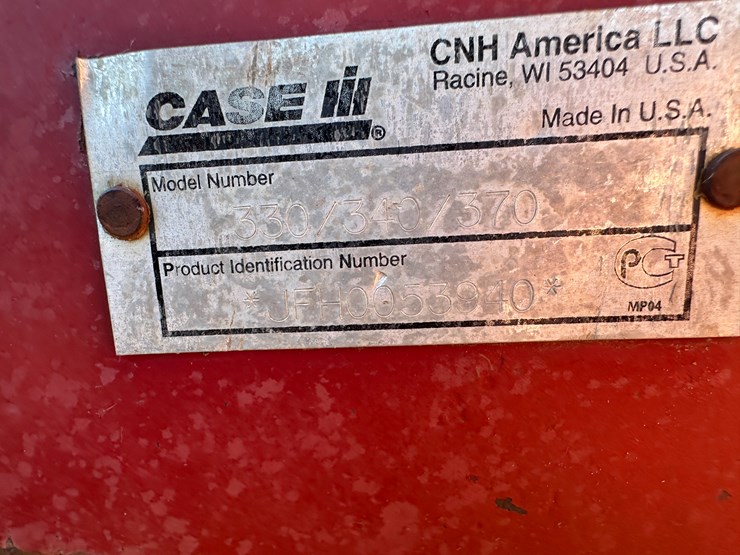 CNH America LLC
Racine, WI 53404 U.S.A.
CASE IH ®
Made In U.S.A.
Model Number
330/340/370
Product Identification Number
*JFH0053940*
PCT
MP04